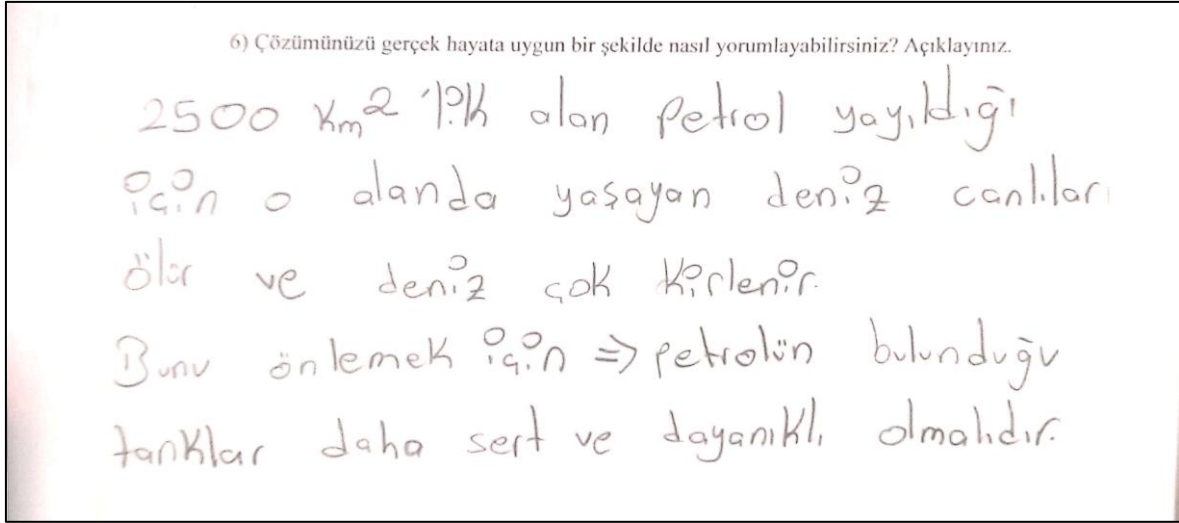 6) Çözümünüzü gerçek hayata uygun bir şekilde nasıl yorumlayabilirsiniz? Açıklayınız.
2500 km2 'lik alan petrol yayıldığı
için o alanda yaşayan deniz canlıları
ölür ve deniz çok kirlenir.
Bunu önlemek için => petrolün bulunduğu
tanklar daha sert ve dayanıklı olmalıdır.